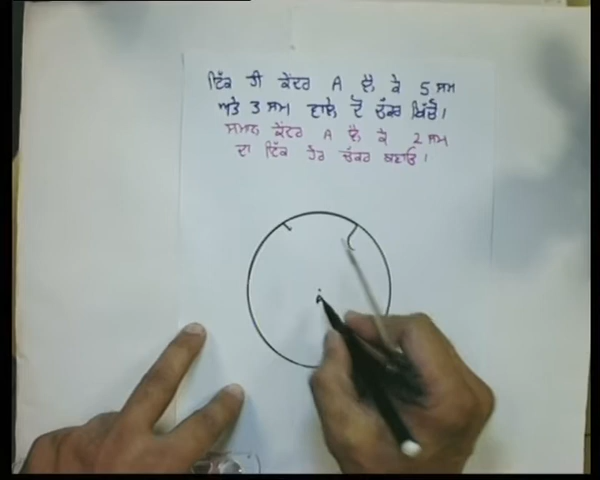 ਇੱਕ ਹੀ ਕੇਂਦਰ A ਲੈ ਕੇ 5 ਸਮ
ਅਤੇ 3 ਸਮ ਵਾਲੇ ਦੋ ਚੱਕਰ ਖਿੱਚੋ।
ਸਮਾਨ ਕੇਂਦਰ A ਲੈ ਕੇ 2 ਸਮ
ਦਾ ਇੱਕ ਹੋਰ ਚੱਕਰ ਬਣਾਓ।
A